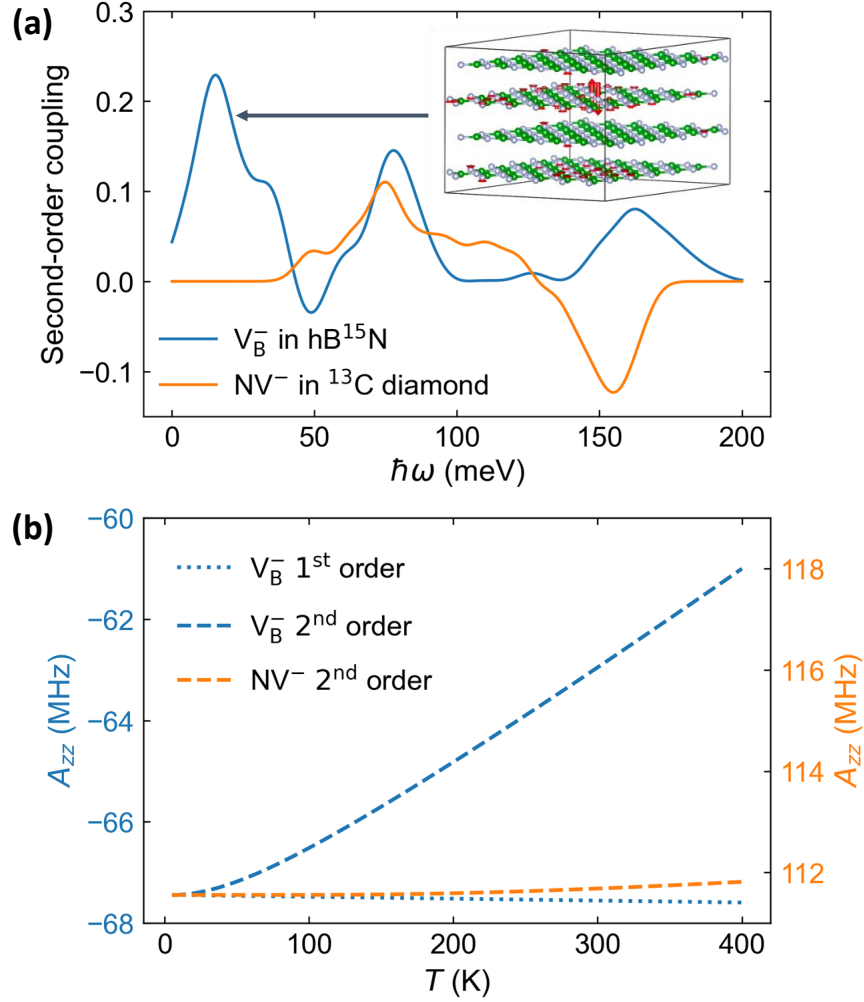 (a)
0.3
0.2
0.1
0.0
−0.1
Second-order coupling
V_B^− in hB^15N
NV^− in ^13C diamond
0 50 100 150 200
ħω (meV)
(b)
−60
−62
−64
−66
−68
A_zz (MHz)
V_B^− 1^st order
V_B^− 2^nd order
NV^− 2^nd order
118
116
114
112
A_zz (MHz)
0 100 200 300 400
T (K)